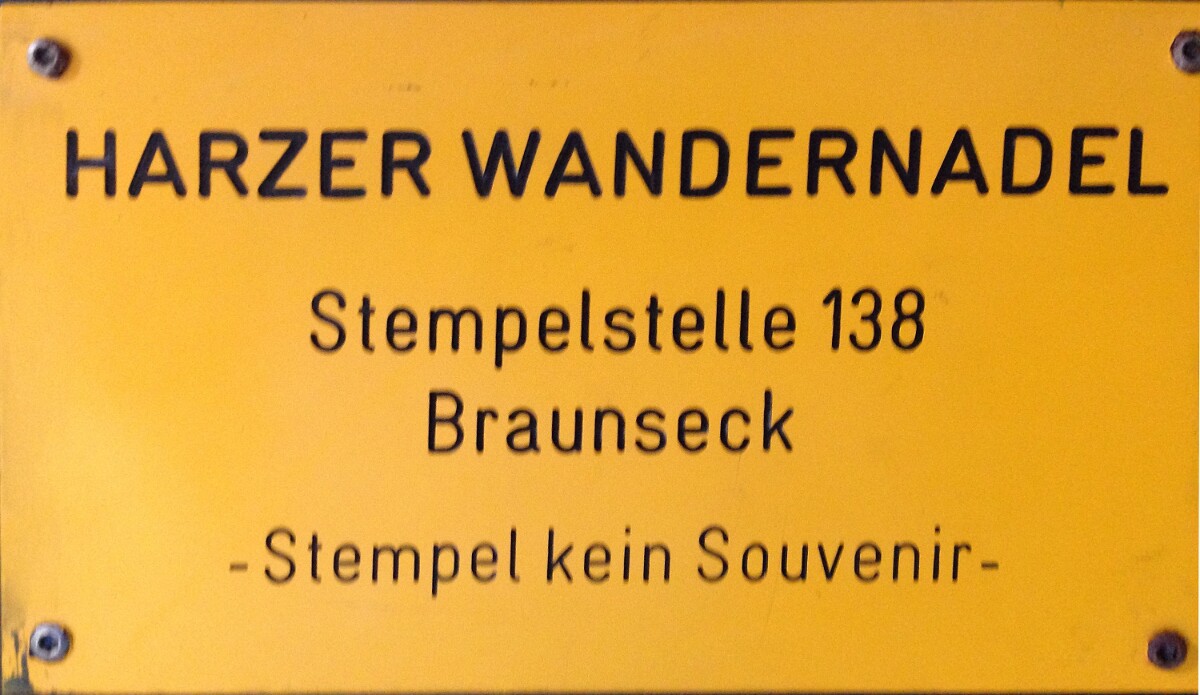 HARZER WANDERNADEL
Stempelstelle 138
Braunseck
-Stempel kein Souvenir-